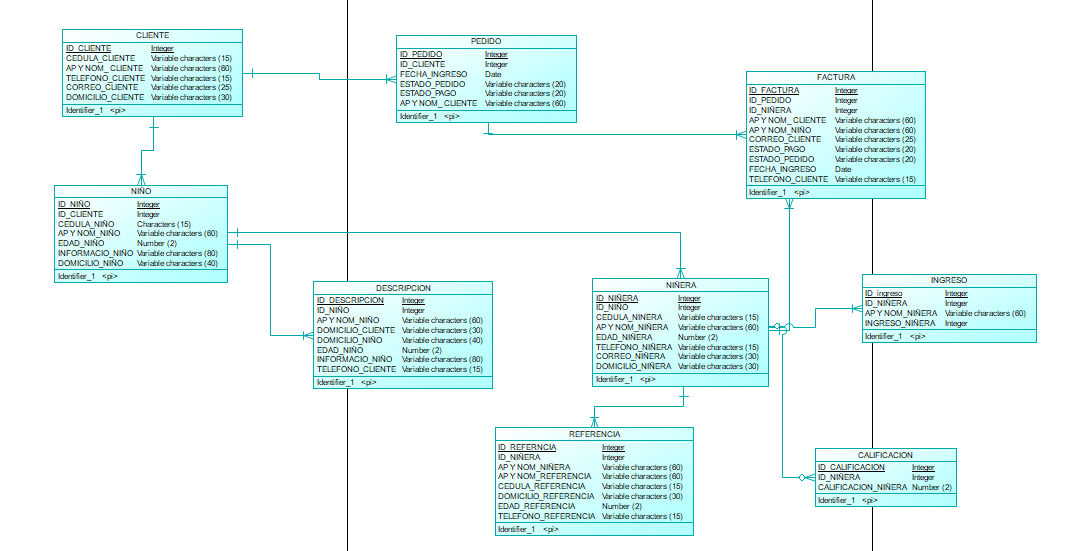 CLIENTE
ID_CLIENTE Integer
CEDULA_CLIENTE Variable characters (15)
AP Y NOM_ CLIENTE Variable characters (60)
TELEFONO_CLIENTE Variable characters (15)
CORREO_CLIENTE Variable characters (25)
DOMICILIO_CLIENTE Variable characters (30)
Identifier_1 <pi>
PEDIDO
ID_PEDIDO Integer
ID_CLIENTE Integer
FECHA_INGRESO Date
ESTADO_PEDIDO Variable characters (20)
ESTADO_PAGO Variable characters (20)
AP Y NOM_ CLIENTE Variable characters (60)
Identifier_1 <pi>
FACTURA
ID_FACTURA Integer
ID_PEDIDO Integer
ID_NIÑERA Integer
AP Y NOM_ CLIENTE Variable characters (60)
AP Y NOM_NIÑO Variable characters (60)
CORREO_CLIENTE Variable characters (25)
ESTADO_PAGO Variable characters (20)
ESTADO_PEDIDO Variable characters (20)
FECHA_INGRESO Date
TELEFONO_CLIENTE Variable characters (15)
Identifier_1 <pi>
NIÑO
ID_NIÑO Integer
ID_CLIENTE Integer
CEDULA_NIÑO Characters (15)
AP Y NOM_NIÑO Variable characters (60)
EDAD_NIÑO Number (2)
INFORMACIO_NIÑO Variable characters (80)
DOMICILIO_NIÑO Variable characters (40)
Identifier_1 <pi>
DESCRIPCION
ID_DESCRIPCION Integer
ID_NIÑO Integer
AP Y NOM_NIÑO Variable characters (60)
DOMICILIO_CLIENTE Variable characters (30)
DOMICILIO_NIÑO Variable characters (40)
EDAD_NIÑO Number (2)
INFORMACIO_NIÑO Variable characters (80)
TELEFONO_CLIENTE Variable characters (15)
Identifier_1 <pi>
NIÑERA
ID_NIÑERA Integer
ID_NIÑO Integer
CEDULA_NINERA Variable characters (15)
AP Y NOM_NIÑERA Variable characters (60)
EDAD_NIÑERA Number (2)
TELEFONO_NIÑERA Variable characters (15)
CORREO_NIÑERA Variable characters (30)
DOMICILIO_NIÑERA Variable characters (30)
Identifier_1 <pi>
INGRESO
ID_ingreso Integer
ID_NIÑERA Integer
AP Y NOM_NIÑERA Variable characters (60)
INGRESO_NIÑERA Integer
Identifier_1 <pi>
REFERENCIA
ID_REFERNCIA Integer
ID_NIÑERA Integer
AP Y NOM_NIÑERA Variable characters (60)
AP Y NOM_REFERENCIA Variable characters (60)
CEDULA_REFERENCIA Variable characters (15)
DOMICILIO_REFERENCIA Variable characters (30)
EDAD_REFERENCIA Number (2)
TELEFONO_REFERENCIA Variable characters (15)
Identifier_1 <pi>
CALIFICACION
ID_CALIFICACION Integer
ID_NIÑERA Integer
CALIFICACION_NIÑERA Number (2)
Identifier_1 <pi>